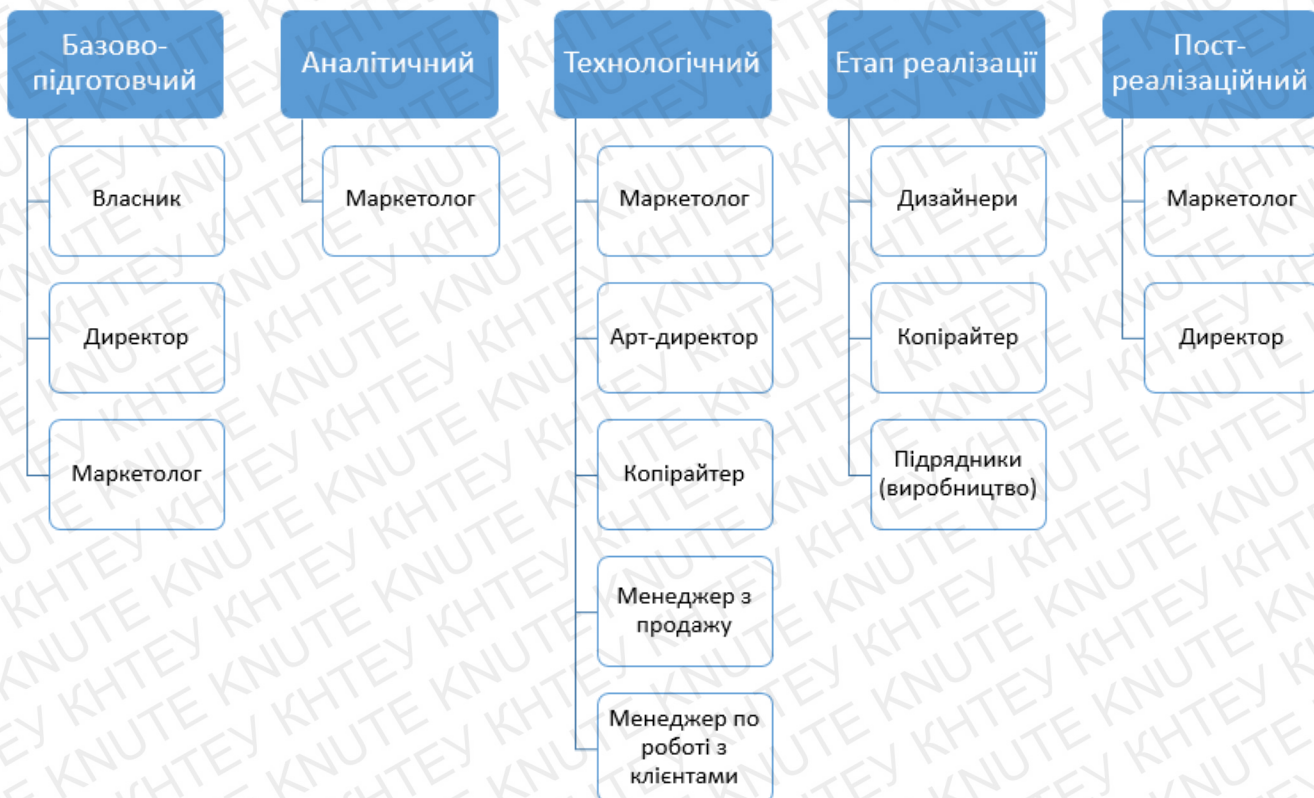 Базово-
підготовчий
Власник
Директор
Маркетолог
Аналітичний
Маркетолог
Технологічний
Маркетолог
Арт-директор
Копірайтер
Менеджер з
продажу
Менеджер по
роботі з
клієнтами
Етап реалізації
Дизайнери
Копірайтер
Підрядники
(виробництво)
Пост-
реалізаційний
Маркетолог
Директор